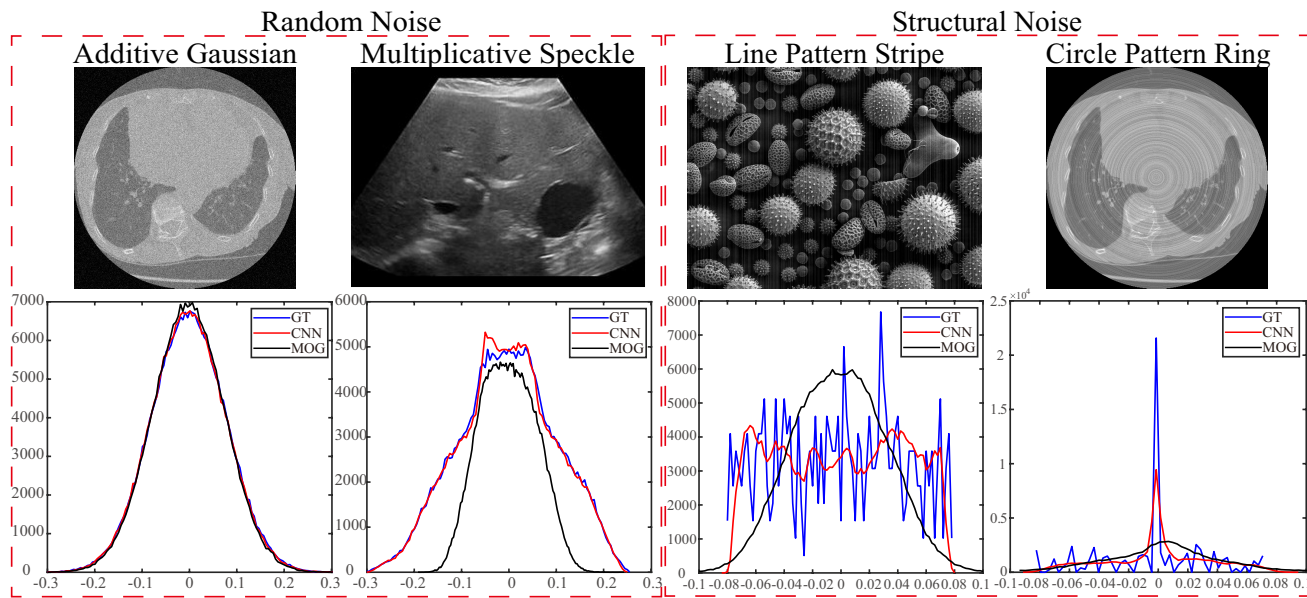 Random Noise
Structural Noise
Additive Gaussian
Multiplicative Speckle
Line Pattern Stripe
Circle Pattern Ring
7000
6000
5000
4000
3000
2000
1000
0
-0.3 -0.2 -0.1 0 0.1 0.2 0.3
GT
CNN
MOG
6000
5000
4000
3000
2000
1000
0
-0.3 -0.2 -0.1 0 0.1 0.2 0.3
GT
CNN
MOG
8000
7000
6000
5000
4000
3000
2000
1000
0
-0.1 -0.08 -0.06 -0.04 -0.02 0 0.02 0.04 0.06 0.08 0.1
GT
CNN
MOG
×10⁴
2.5
2
1.5
1
0.5
0
-0.1 -0.08 -0.06 -0.04 -0.02 0 0.02 0.04 0.06 0.08 0.
GT
CNN
MOG